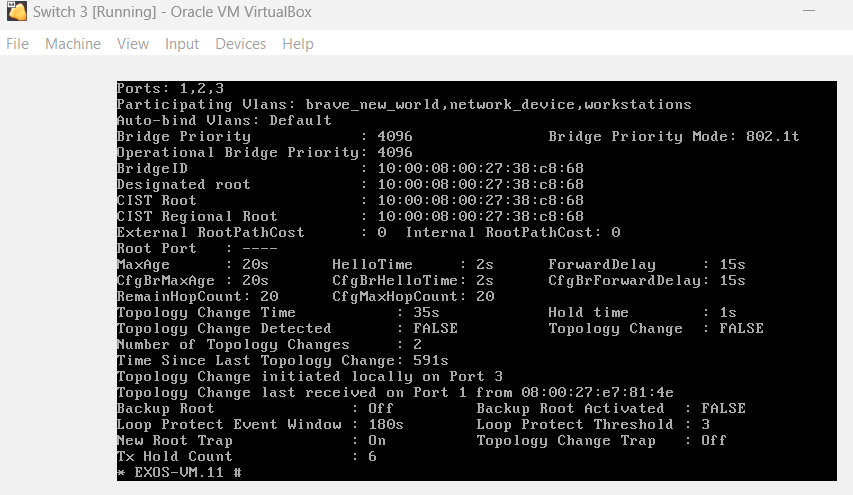 Switch 3 [Running] - Oracle VM VirtualBox
File Machine View Input Devices Help
Ports: 1,2,3
Participating Vlans: brave_new_world,network_device,workstations
Auto-bind Vlans: Default
Bridge Priority : 4096 Bridge Priority Mode: 802.1t
Operational Bridge Priority: 4096
BridgeID : 10:00:08:00:27:38:c8:68
Designated root : 10:00:08:00:27:38:c8:68
CIST Root : 10:00:08:00:27:38:c8:68
CIST Regional Root : 10:00:08:00:27:38:c8:68
External RootPathCost : 0 Internal RootPathCost: 0
Root Port : ----
MaxAge : 20s HelloTime : 2s ForwardDelay : 15s
CfgBrMaxAge : 20s CfgBrHelloTime: 2s CfgBrForwardDelay: 15s
RemainHopCount: 20 CfgMaxHopCount: 20
Topology Change Time : 35s Hold time : 1s
Topology Change Detected : FALSE Topology Change : FALSE
Number of Topology Changes : 2
Time Since Last Topology Change: 591s
Topology Change initiated locally on Port 3
Topology Change last received on Port 1 from 08:00:27:e7:81:4e
Backup Root : Off Backup Root Activated : FALSE
Loop Protect Event Window : 180s Loop Protect Threshold : 3
New Root Trap : On Topology Change Trap : Off
Tx Hold Count : 6
* EXOS-VM.11 #